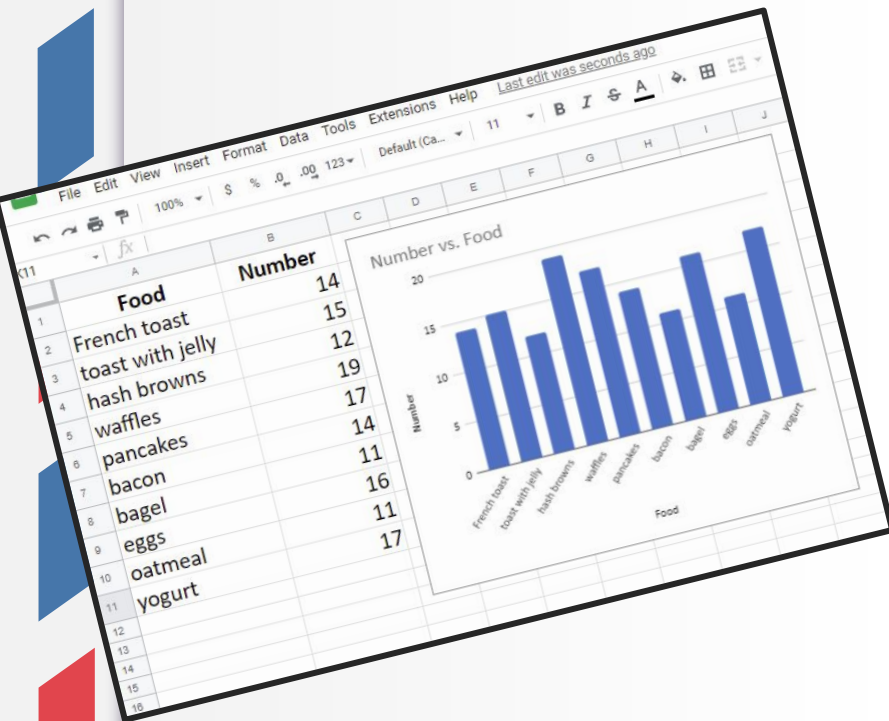 Last edit was seconds ago
File Edit View Insert Format Data Tools Extensions Help
100% $ % .0 .00 123 Default (Ca... 11 B I S A
K11 fx
A B C D E F G H I J
1 Food Number
2 French toast 14
3 toast with jelly 15
4 hash browns 12
5 waffles 19
6 pancakes 17
7 bacon 14
8 bagel 11
9 eggs 16
10 oatmeal 11
11 yogurt 17
12
13
14
15
16
Number vs. Food
20
15
10
5
0
Number
French toast
toast with jelly
hash browns
waffles
pancakes
bacon
bagel
eggs
oatmeal
yogurt
Food